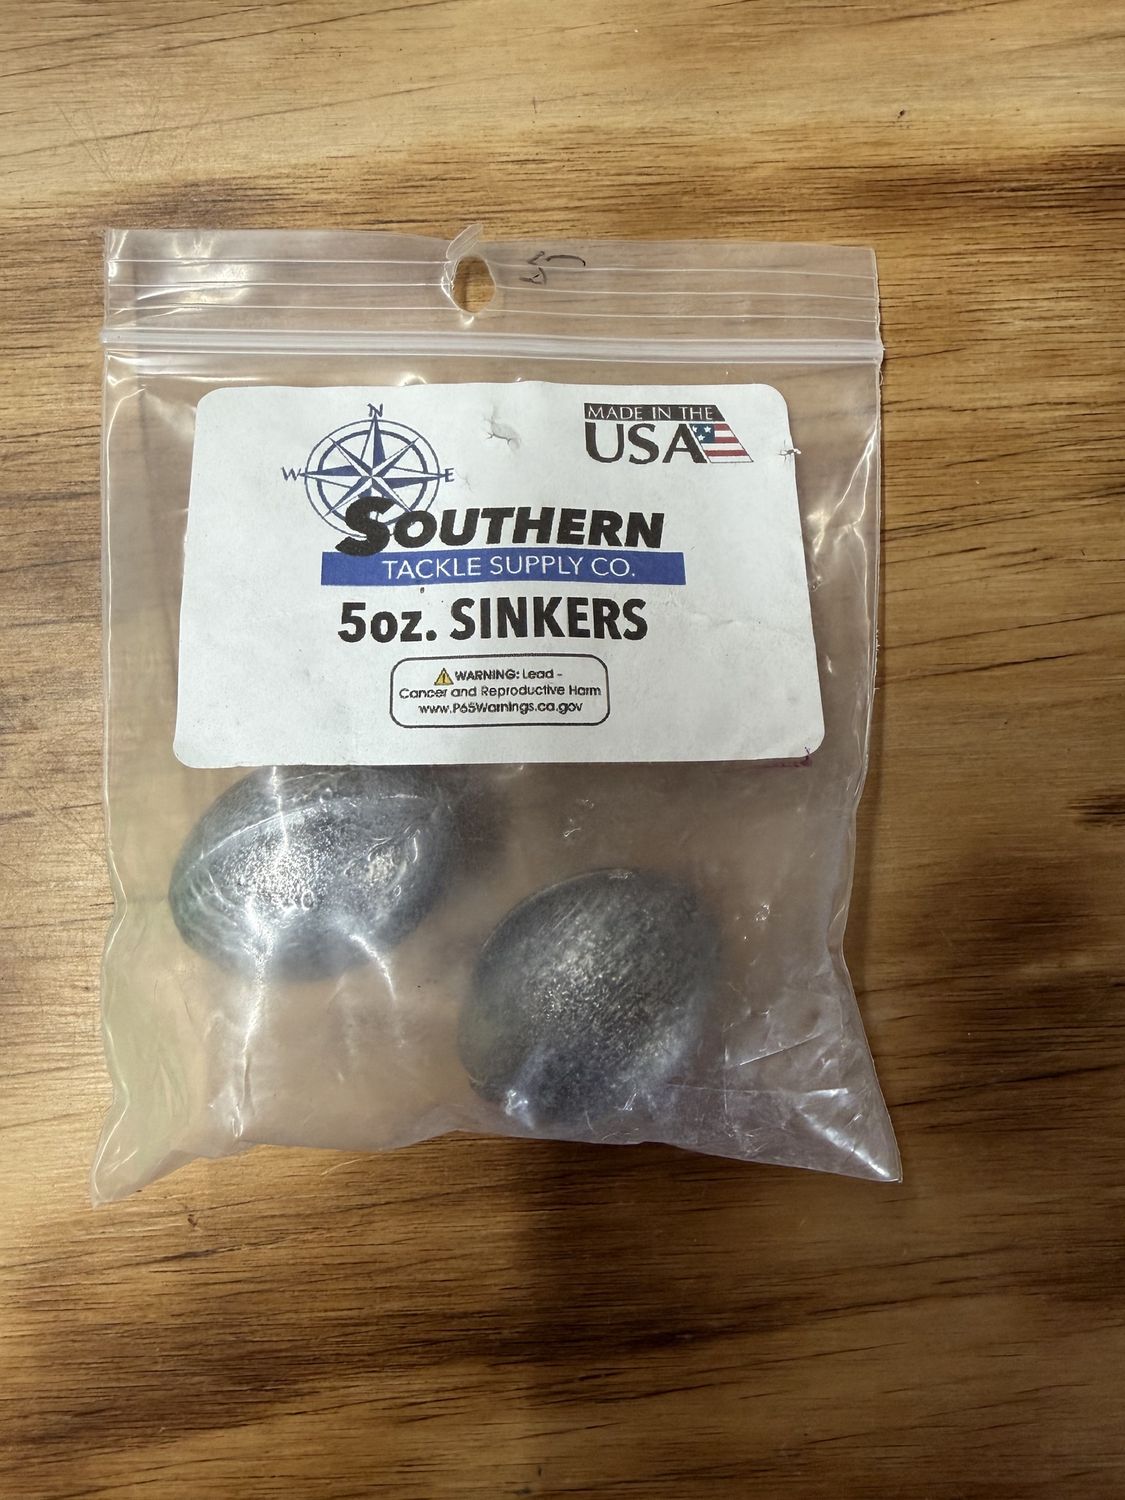 N
W E
MADE IN THE
USA
SOUTHERN
TACKLE SUPPLY CO.
5oz. SINKERS
WARNING: Lead -
Cancer and Reproductive Harm
www.P65Warnings.ca.gov